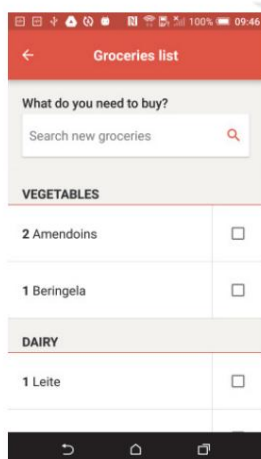 100% 09:46
Groceries list
What do you need to buy?
Search new groceries
VEGETABLES
2 Amendoins
1 Beringela
DAIRY
1 Leite